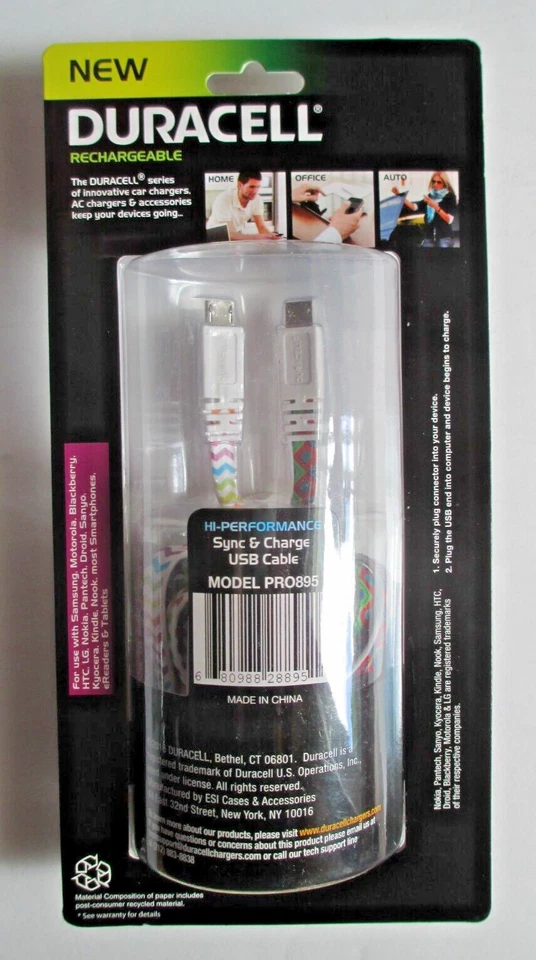 NEW
DURACELL®
RECHARGEABLE
The DURACELL® series
of innovative car chargers,
AC chargers & accessories
keep your devices going...
HOME
OFFICE
AUTO
For use with Samsung, Motorola, Blackberry,
HTC, LG, Nokia, Pantech, Droid, Sanyo,
Kyocera, Kindle, Nook, most Smartphones,
eReaders & Tablets
1. Securely plug connector into your device.
2. Plug the USB end into computer and device begins to charge.
HI-PERFORMANCE
Sync & Charge
USB Cable
MODEL PRO895
6 80988 28895
MADE IN CHINA
DURACELL, Bethel, CT 06801. Duracell is a
trademark of Duracell U.S. Operations, Inc.,
under license. All rights reserved.
by ESI Cases & Accessories
32nd Street, New York, NY 10016
more about our products, please visit www.duracellchargers.com
have questions or concerns about this product please email us at
@duracellchargers.com or call our tech support line
883-8838
Nokia, Pantech, Sanyo, Kyocera, Kindle, Nook, Samsung, HTC,
Droid, Blackberry, Motorola & LG are registered trademarks
of their respective companies.
Material Composition of paper includes
post-consumer recycled material.
* See warranty for details